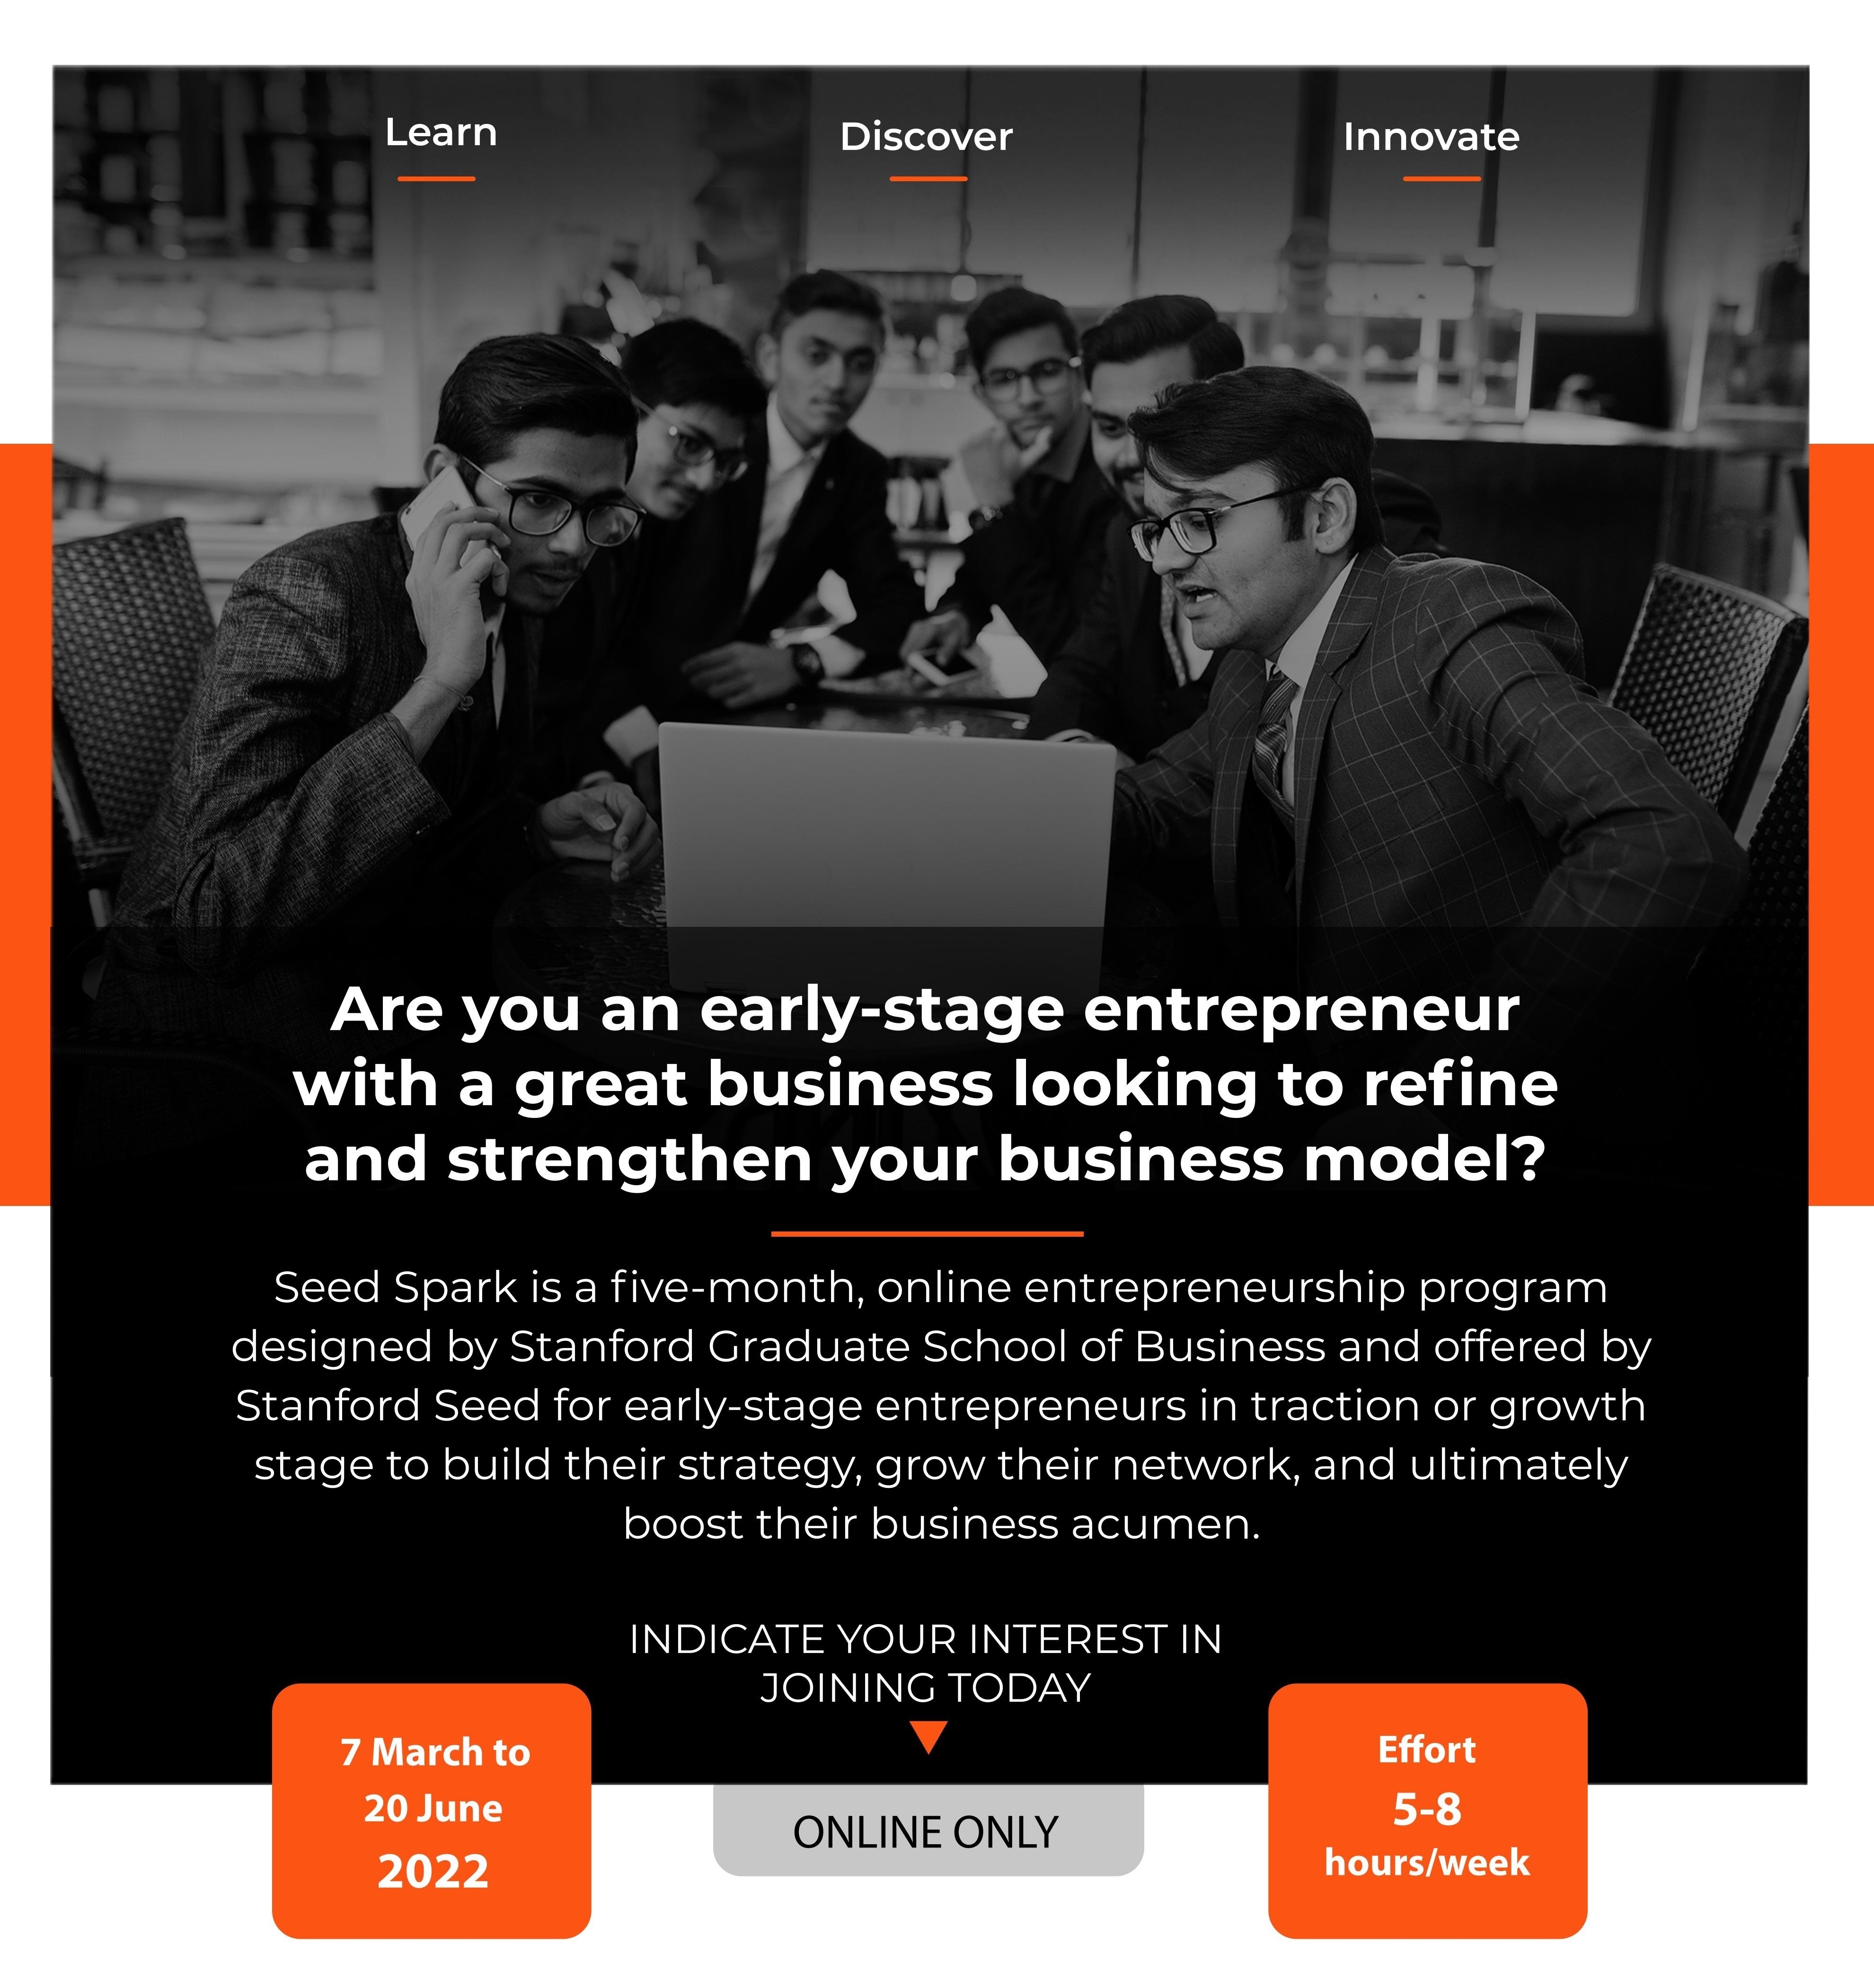 Learn
Discover
Innovate
Are you an early-stage entrepreneur
with a great business looking to refine
and strengthen your business model?
Seed Spark is a five-month, online entrepreneurship program
designed by Stanford Graduate School of Business and offered by
Stanford Seed for early-stage entrepreneurs in traction or growth
stage to build their strategy, grow their network, and ultimately
boost their business acumen.
INDICATE YOUR INTEREST IN
JOINING TODAY
7 March to
20 June
2022
ONLINE ONLY
Effort
5-8
hours/week